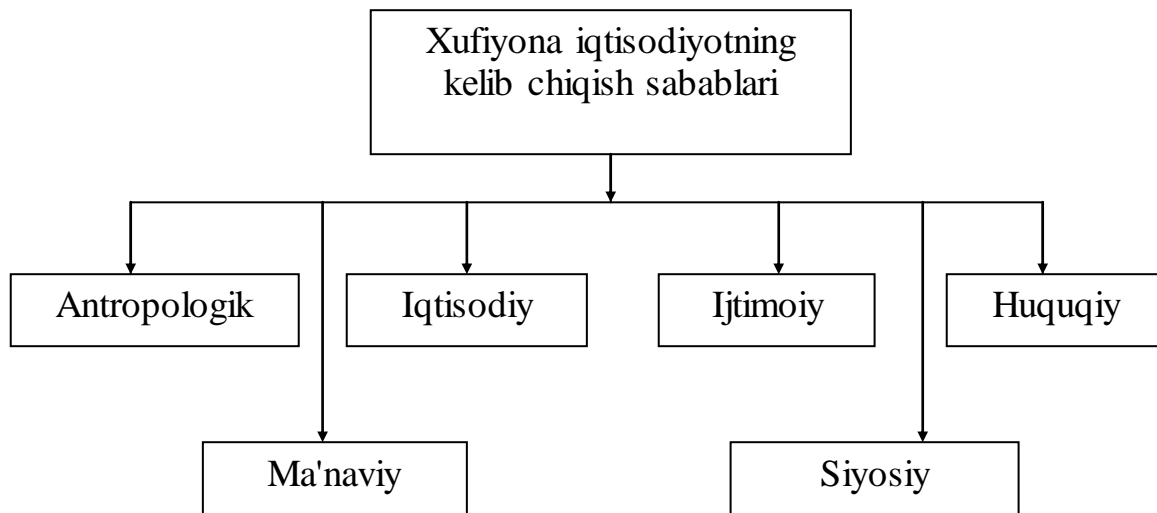 Xufiyona iqtisodiyotning
kelib chiqish sabablari
Antropologik
Iqtisodiy
Ijtimoiy
Huquqiy
Ma'naviy
Siyosiy